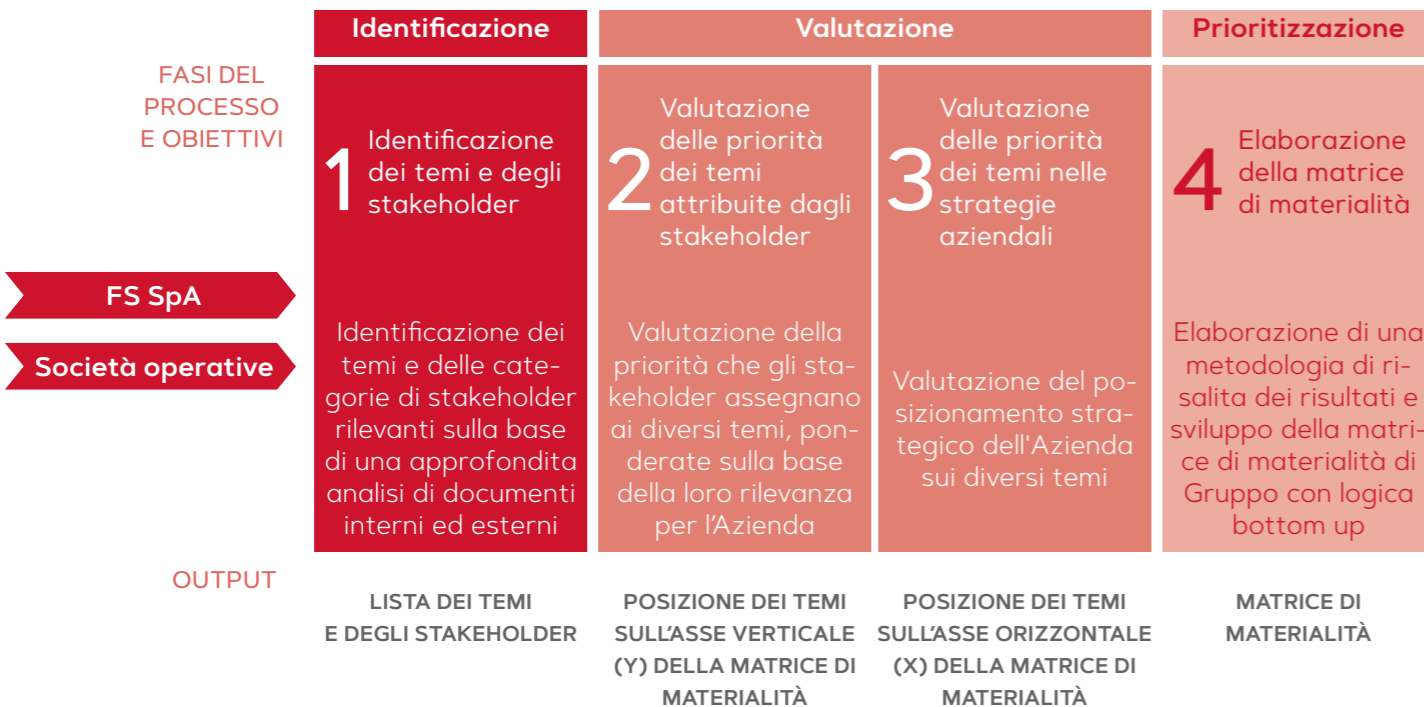 Identificazione
Valutazione
Prioritizzazione
FASI DEL
PROCESSO
E OBIETTIVI
1
Identificazione
dei temi e degli
stakeholder
2
Valutazione
delle priorità
dei temi
attribuite dagli
stakeholder
3
Valutazione
delle priorità
dei temi nelle
strategie
aziendali
4
Elaborazione
della matrice
di materialità
FS SpA
Società operative
Identificazione dei
temi e delle cate-
gorie di stakeholder
rilevanti sulla base
di una approfondita
analisi di documenti
interni ed esterni
Valutazione della
priorità che gli sta-
keholder assegnano
ai diversi temi, pon-
derate sulla base
della loro rilevanza
per l'Azienda
Valutazione del po-
sizionamento stra-
tegico dell'Azienda
sui diversi temi
Elaborazione di una
metodologia di ri-
salita dei risultati e
sviluppo della matri-
ce di materialità di
Gruppo con logica
bottom up
OUTPUT
LISTA DEI TEMI
E DEGLI STAKEHOLDER
POSIZIONE DEI TEMI
SULL'ASSE VERTICALE
(Y) DELLA MATRICE DI
MATERIALITÀ
POSIZIONE DEI TEMI
SULL'ASSE ORIZZONTALE
(X) DELLA MATRICE DI
MATERIALITÀ
MATRICE DI
MATERIALITÀ